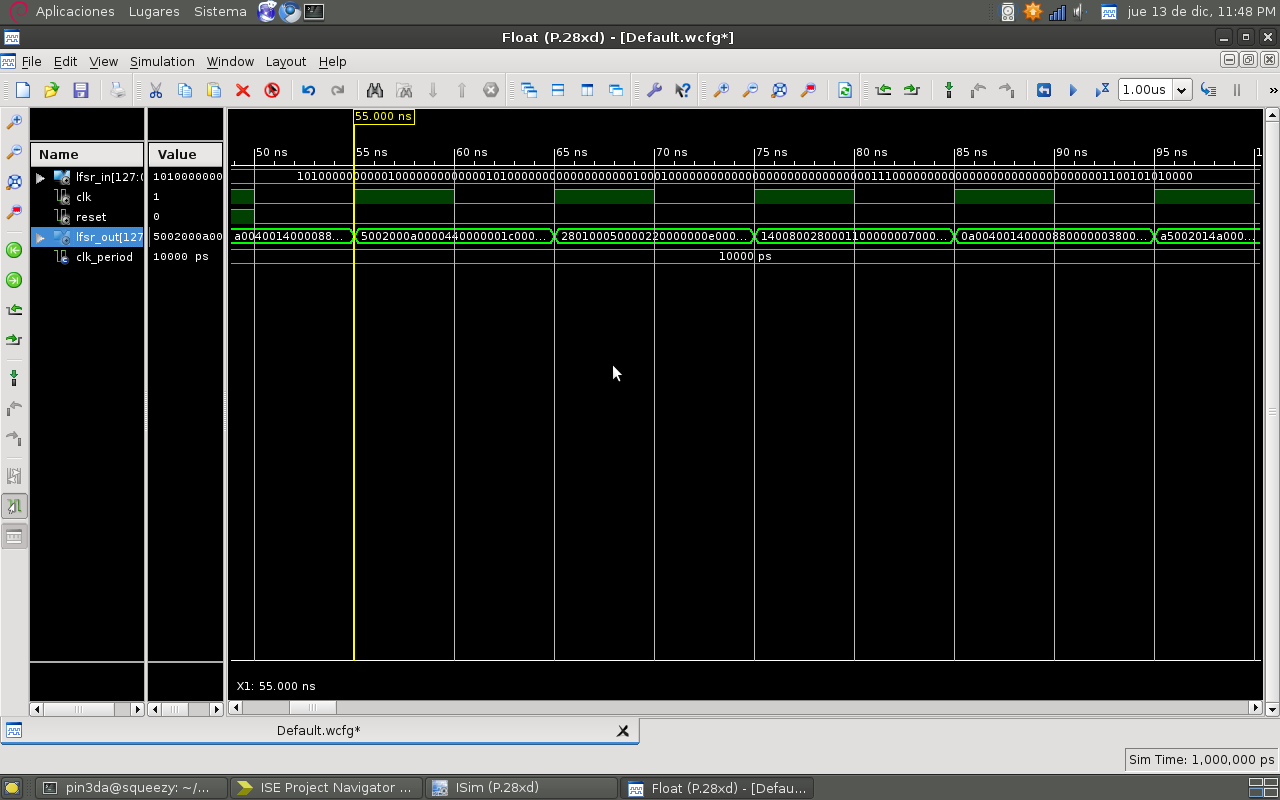 Aplicaciones Lugares Sistema jue 13 de dic, 11:48 PM
Float (P.28xd) - [Default.wcfg*]
File Edit View Simulation Window Layout Help
1.00us »
55.000 ns
Name Value 50 ns 55 ns 60 ns 65 ns 70 ns 75 ns 80 ns 85 ns 90 ns 95 ns 1
lfsr_in[127:0 1010000000
clk 1
reset 0
lfsr_out[127 5002000a00 a0040014000088... 5002000a0000440000001c000... 28010005000022000000e000... 1400800280001100000007000... 0a00400140000880000003800... a5002014a000...
clk_period 10000 ps 10000 ps
X1: 55.000 ns
Default.wcfg*
Sim Time: 1,000,000 ps
pin3da@squeezy: ~/... ISE Project Navigator ... ISim (P.28xd) Float (P.28xd) - [Defau...